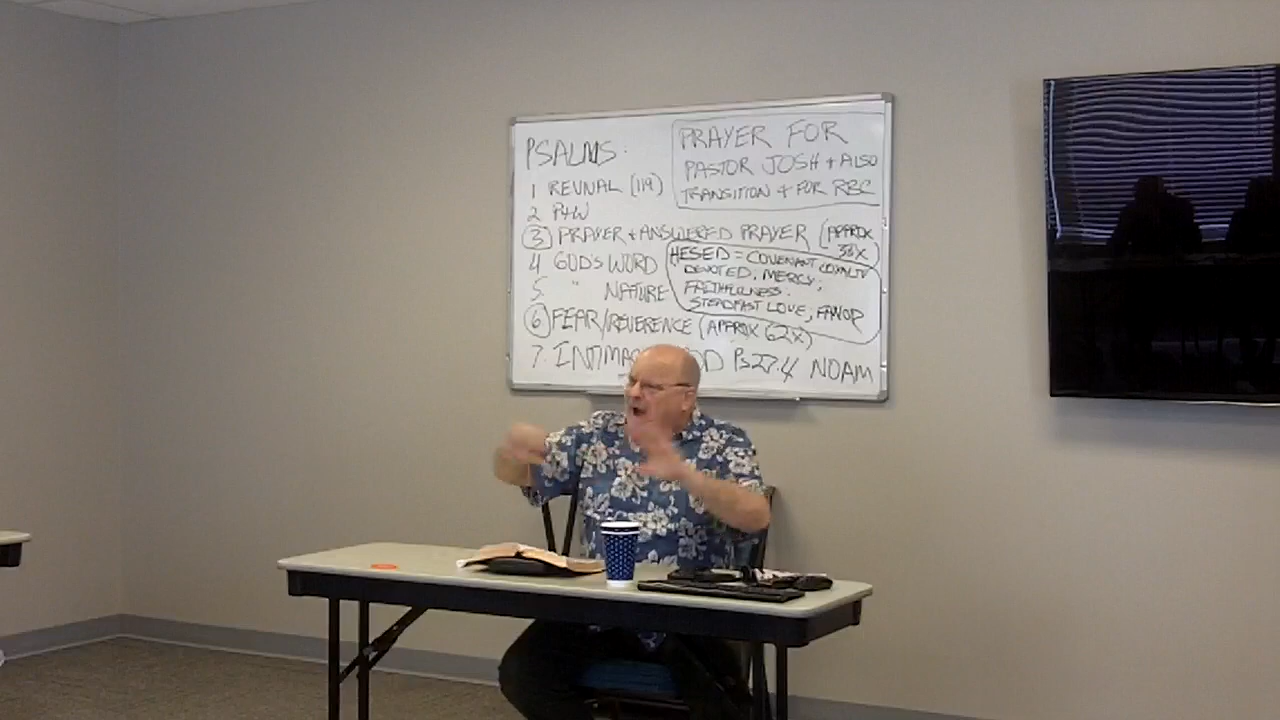 PSALMS:
1 REVIVAL (119)
2 P+W
3 PRAYER + ANSWERED PRAYER (APPROX 38X)
4 GOD'S WORD
5 " NATURE
6 FEAR/REVERENCE (APPROX 62X)
7. GOD Ps 27:4 NOAM
PRAYER FOR
PASTOR JOSH + ALSO
TRANSITION + FOR RBC
HESED = COVENANT LOYALTY
DEVOTED, MERCY,
FAITHFULNESS.
STEADFAST LOVE, FAVOR